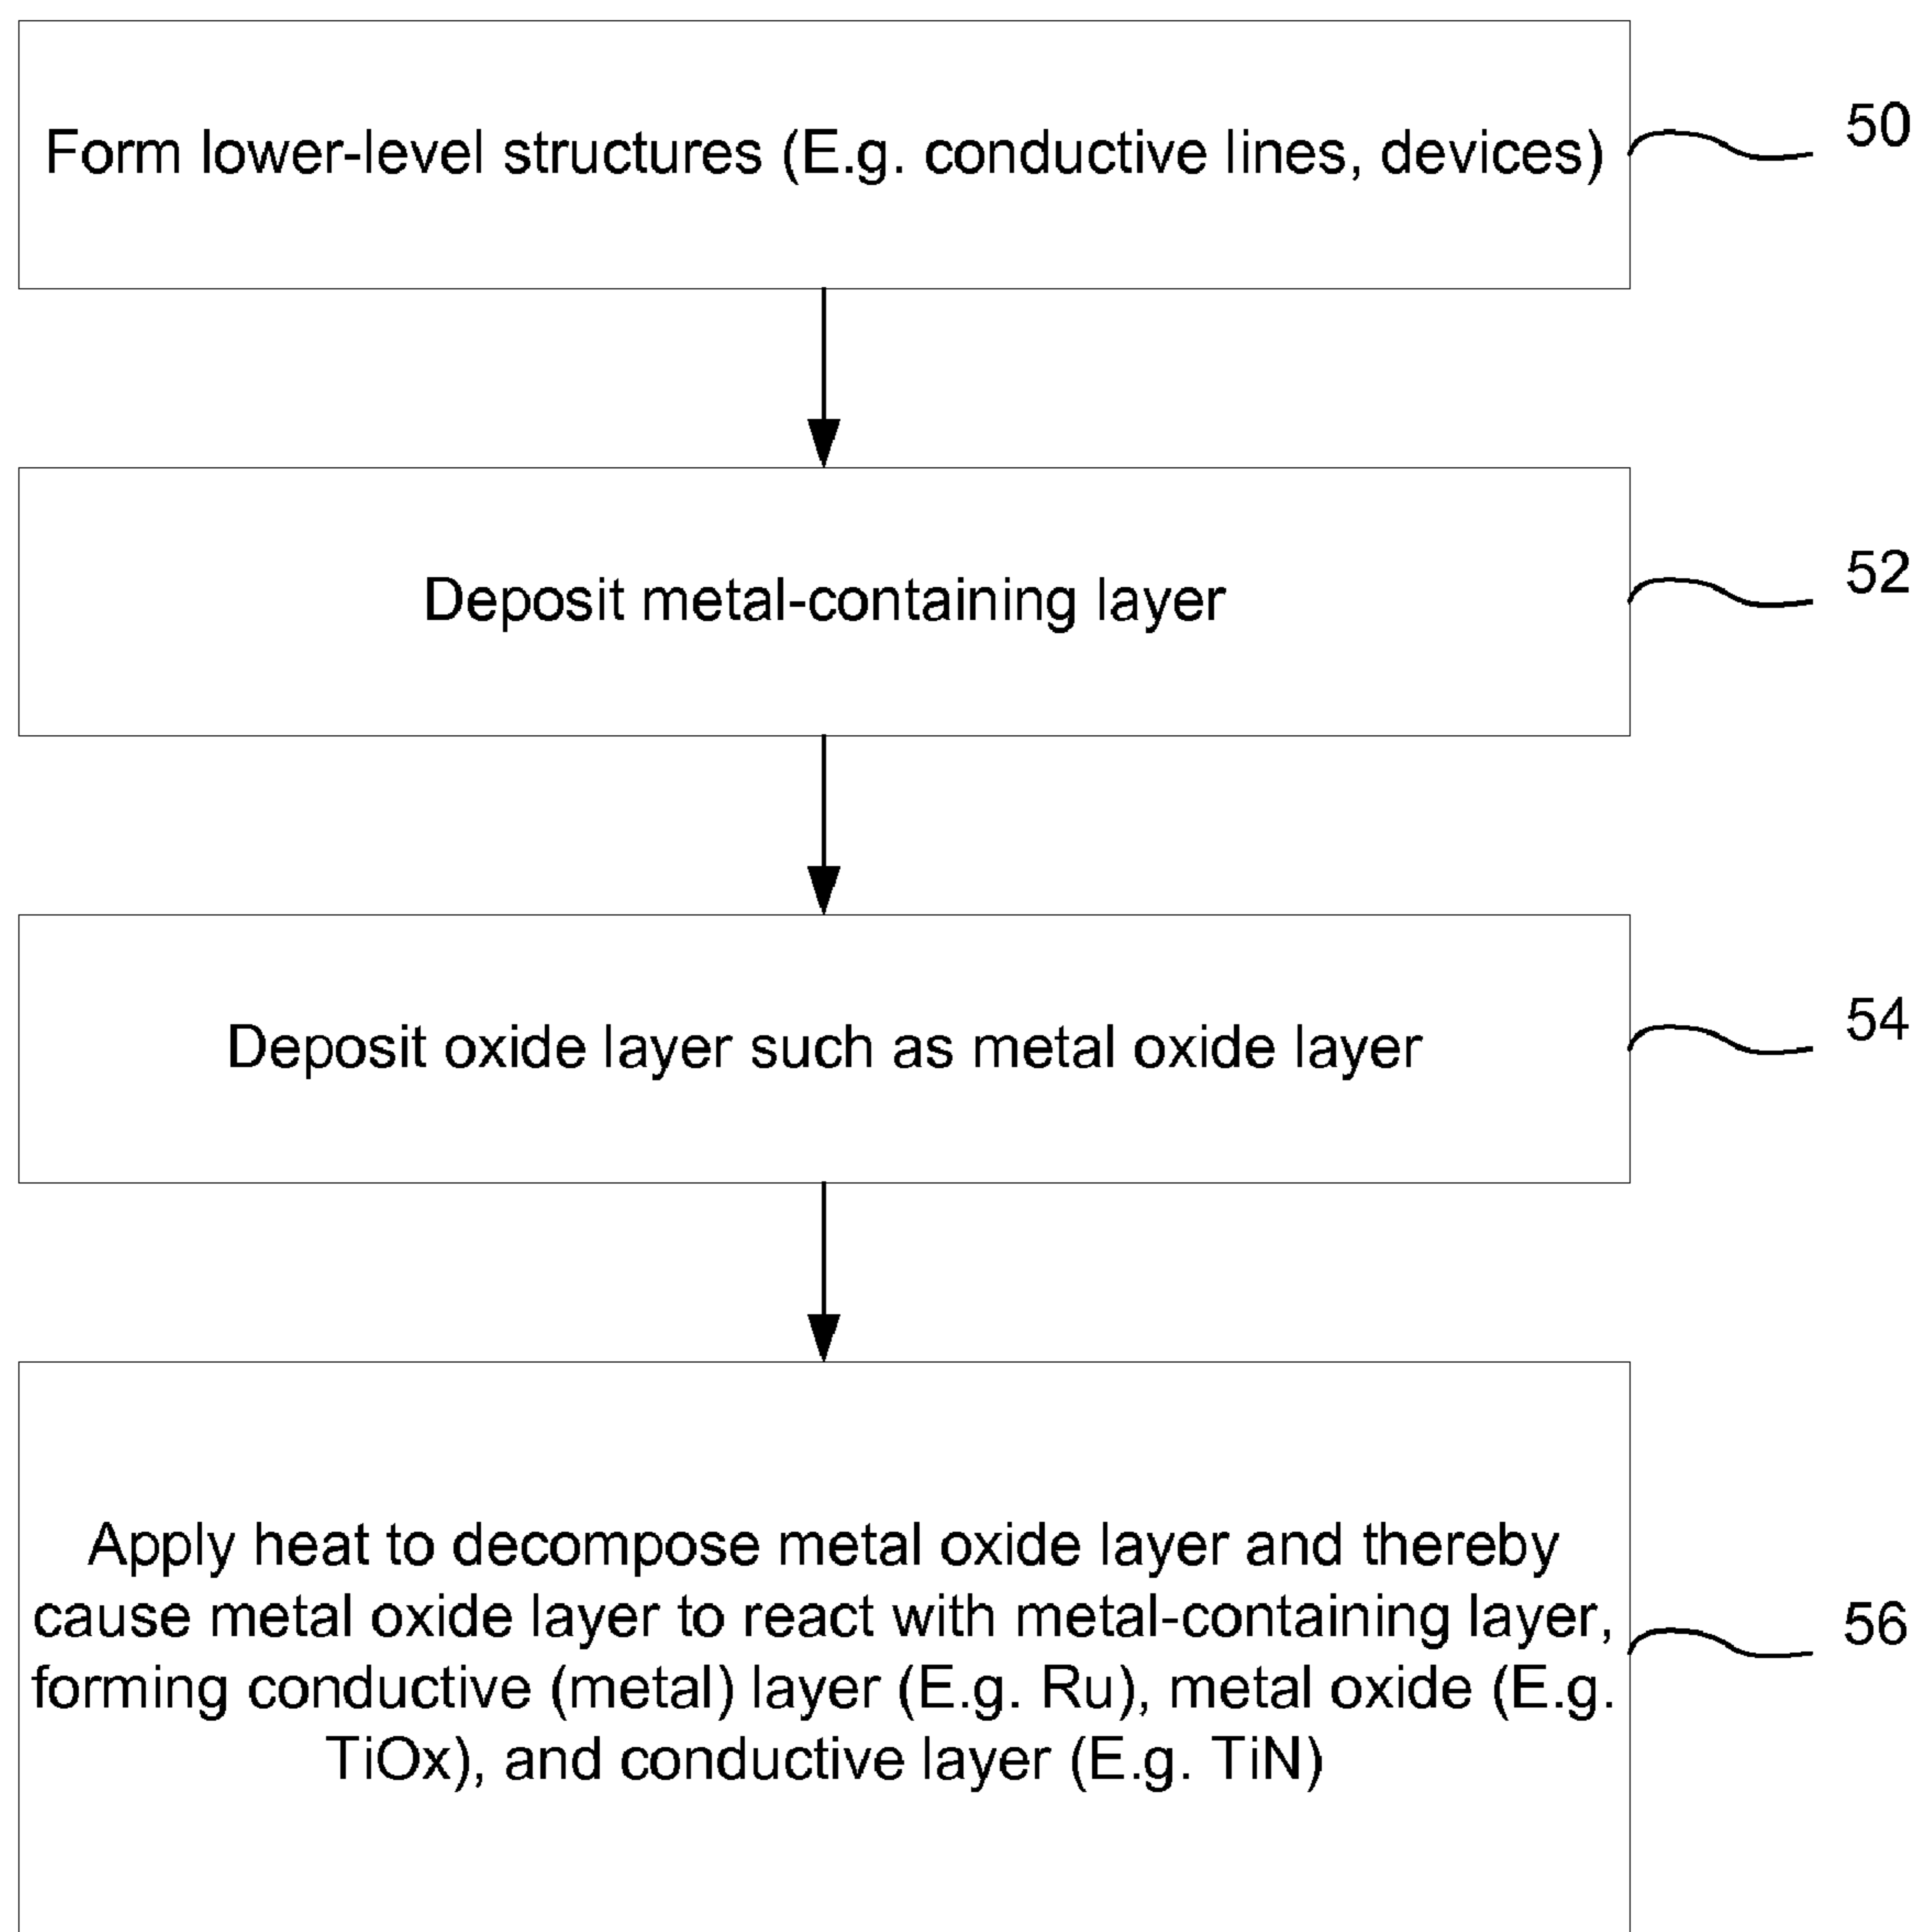 Form lower-level structures (E.g. conductive lines, devices)
50
Deposit metal-containing layer
52
Deposit oxide layer such as metal oxide layer
54
Apply heat to decompose metal oxide layer and thereby
cause metal oxide layer to react with metal-containing layer,
forming conductive (metal) layer (E.g. Ru), metal oxide (E.g.
TiOx), and conductive layer (E.g. TiN)
56